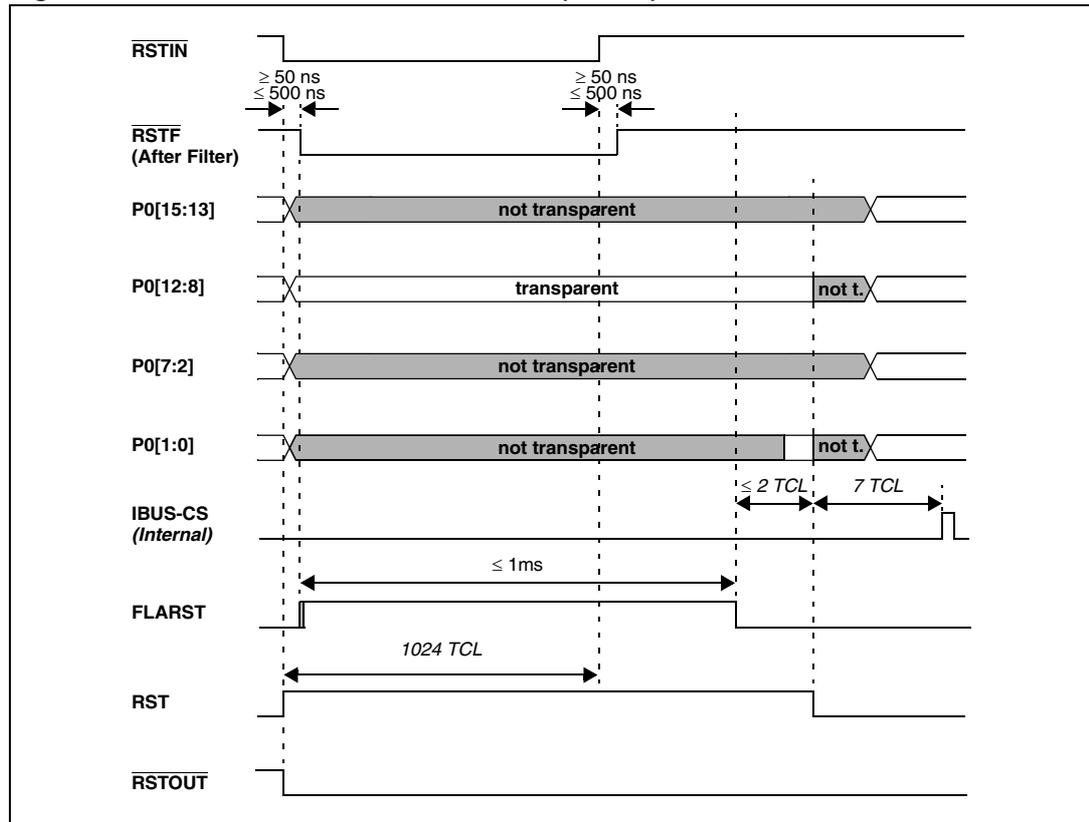 RSTIN
≥ 50 ns
≤ 500 ns
≥ 50 ns
≤ 500 ns
RSTF
(After Filter)
P0[15:13]
not transparent
P0[12:8]
transparent
not t.
P0[7:2]
not transparent
P0[1:0]
not transparent
not t.
≤ 2 TCL
7 TCL
IBUS-CS
(Internal)
≤ 1ms
FLARST
1024 TCL
RST
RSTOUT